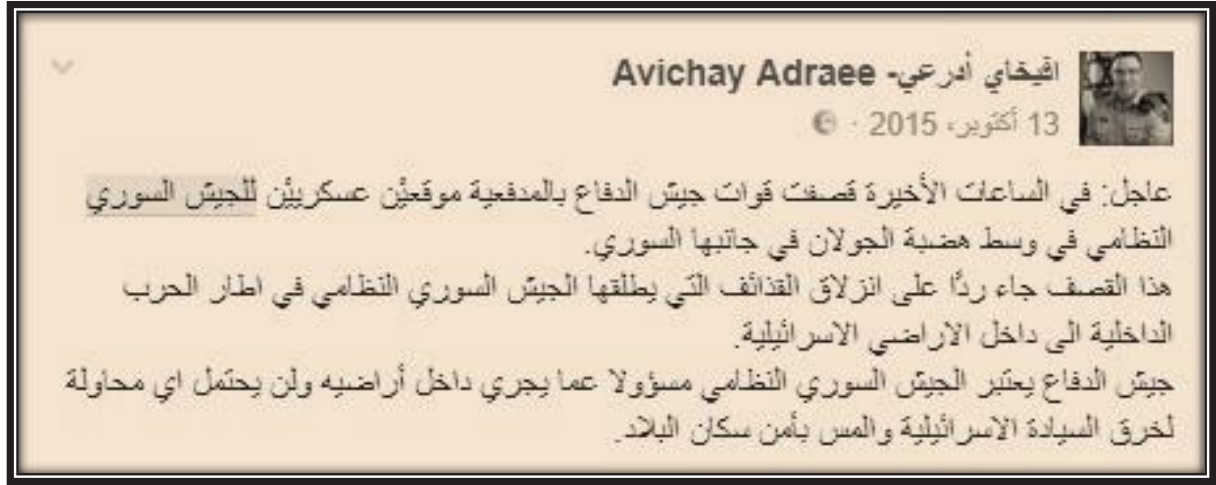 افيخاي أدرعي- Avichay Adraee
13 أكتوبر، 2015 ·
عاجل: في الساعات الأخيرة قصفت قوات جيش الدفاع بالمدفعية موقعيْن عسكرييْن للجيش السوري
النظامي في وسط هضبة الجولان في جانبها السوري.
هذا القصف جاء ردًّا على انزلاق القذائف التي يطلقها الجيش السوري النظامي في اطار الحرب
الداخلية الى داخل الاراضي الاسرائيلية.
جيش الدفاع يعتبر الجيش السوري النظامي مسؤولا عما يجري داخل أراضيه ولن يحتمل اي محاولة
لخرق السيادة الاسرائيلية والمس بأمن سكان البلاد.